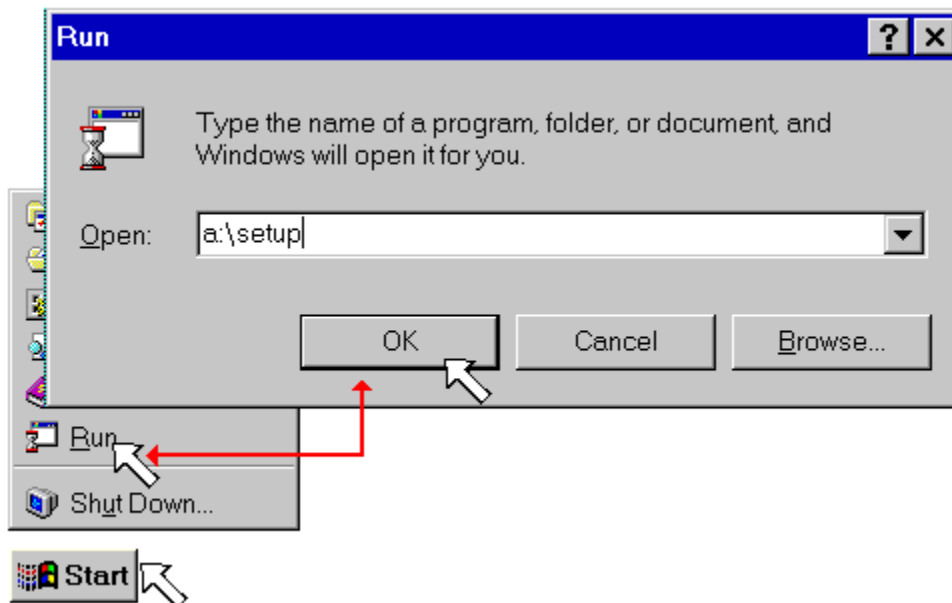 Run
Type the name of a program, folder, or document, and
Windows will open it for you.
Open: a:\setup
OK Cancel Browse...
Run
Shut Down...
Start